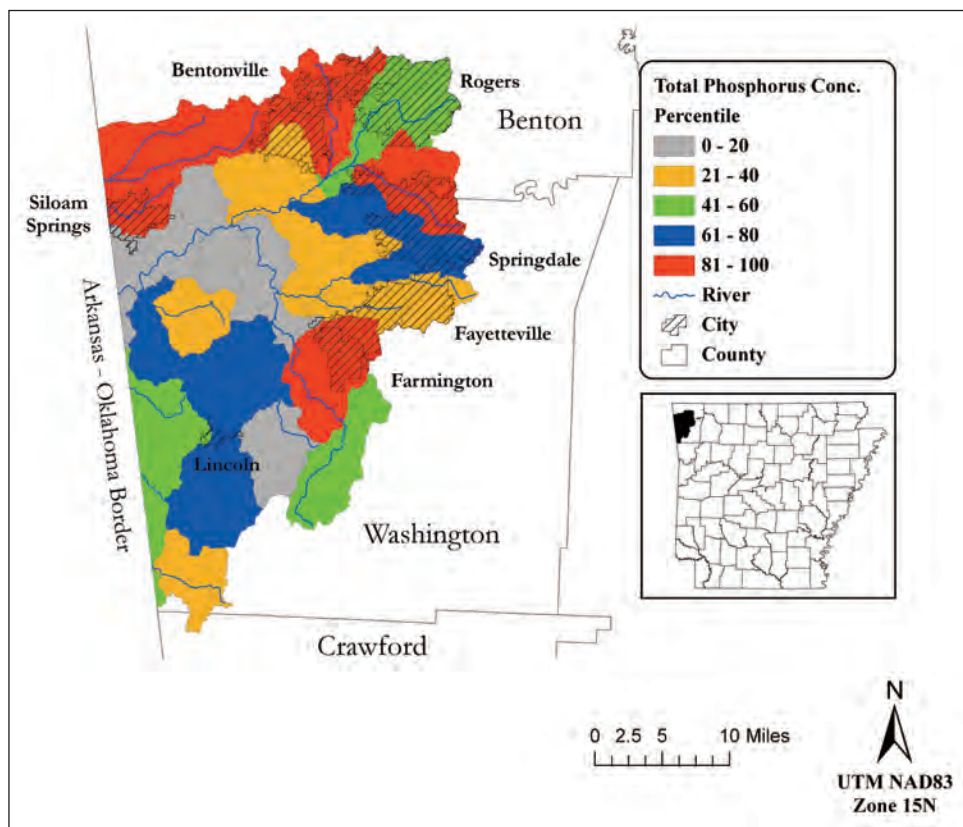 Bentonville
Rogers
Benton
Siloam
Springs
Springdale
Fayetteville
Farmington
Arkansas - Oklahoma Border
Lincoln
Washington
Crawford
Total Phosphorus Conc.
Percentile
0 - 20
21 - 40
41 - 60
61 - 80
81 - 100
River
City
County
0 2.5 5 10 Miles
N
UTM NAD83
Zone 15N